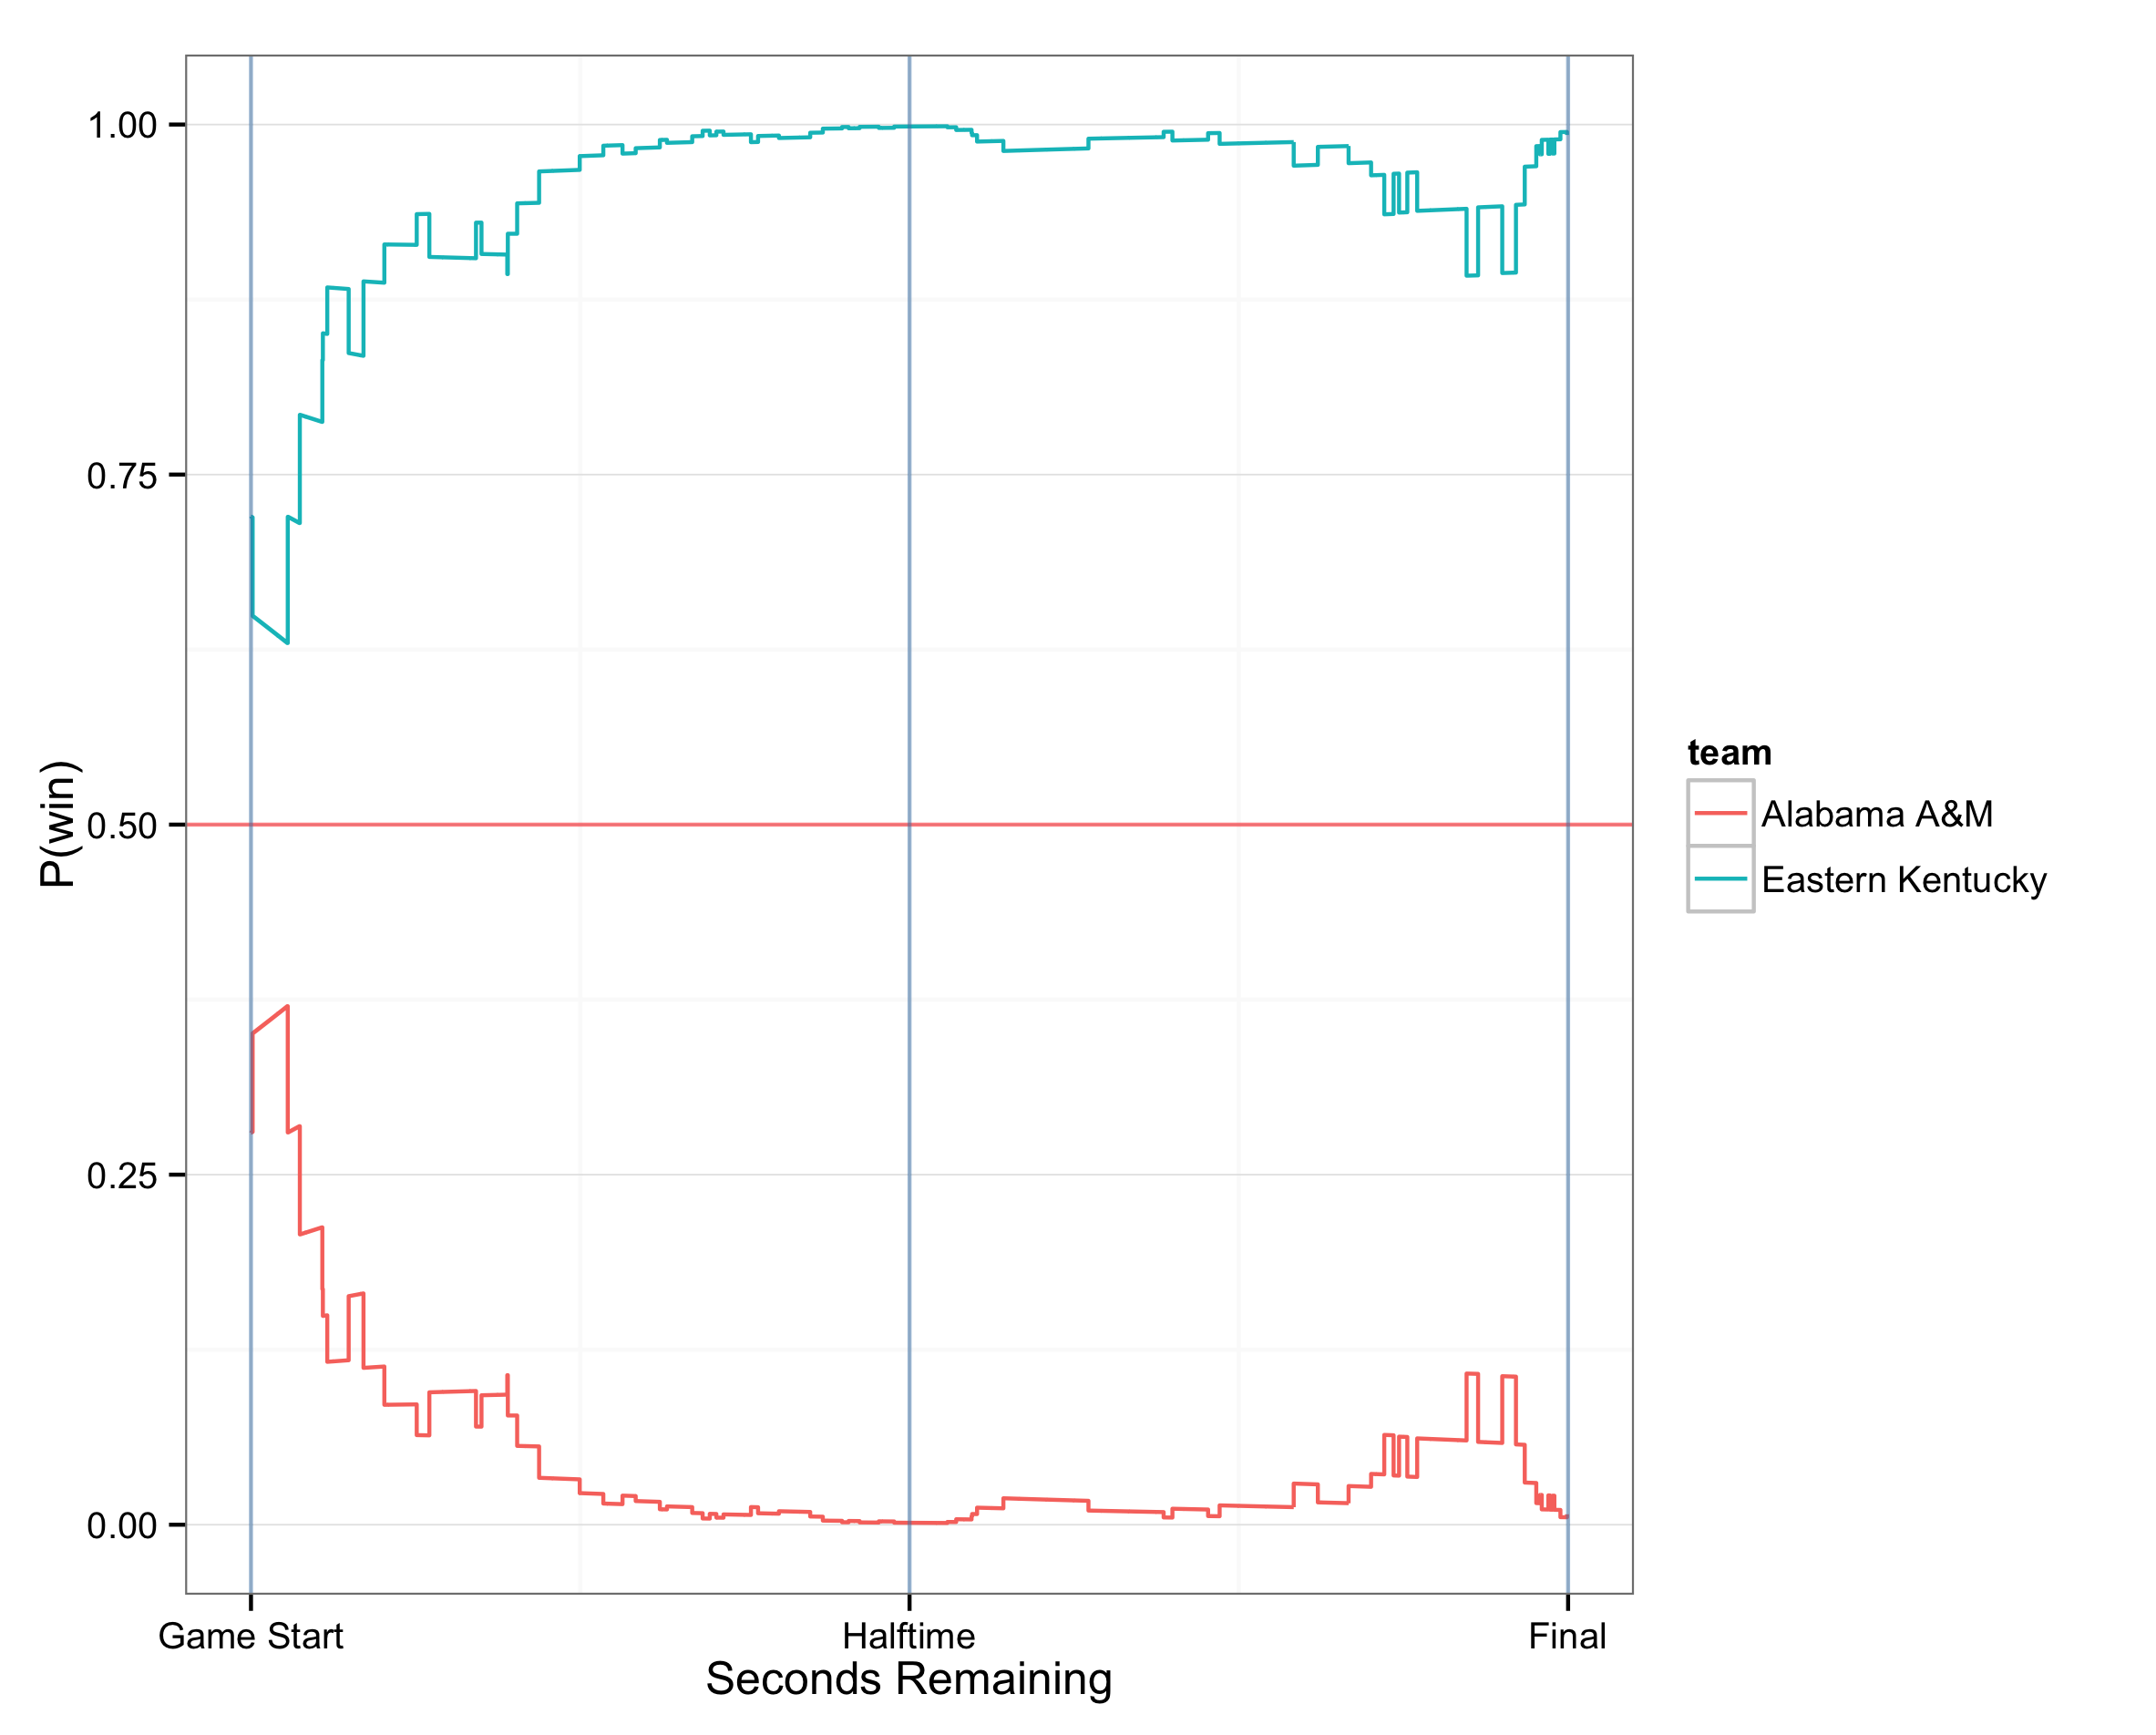 P(win)
1.00
0.75
0.50
0.25
0.00
Game Start
Halftime
Final
Seconds Remaining
team
Alabama A&M
Eastern Kentucky